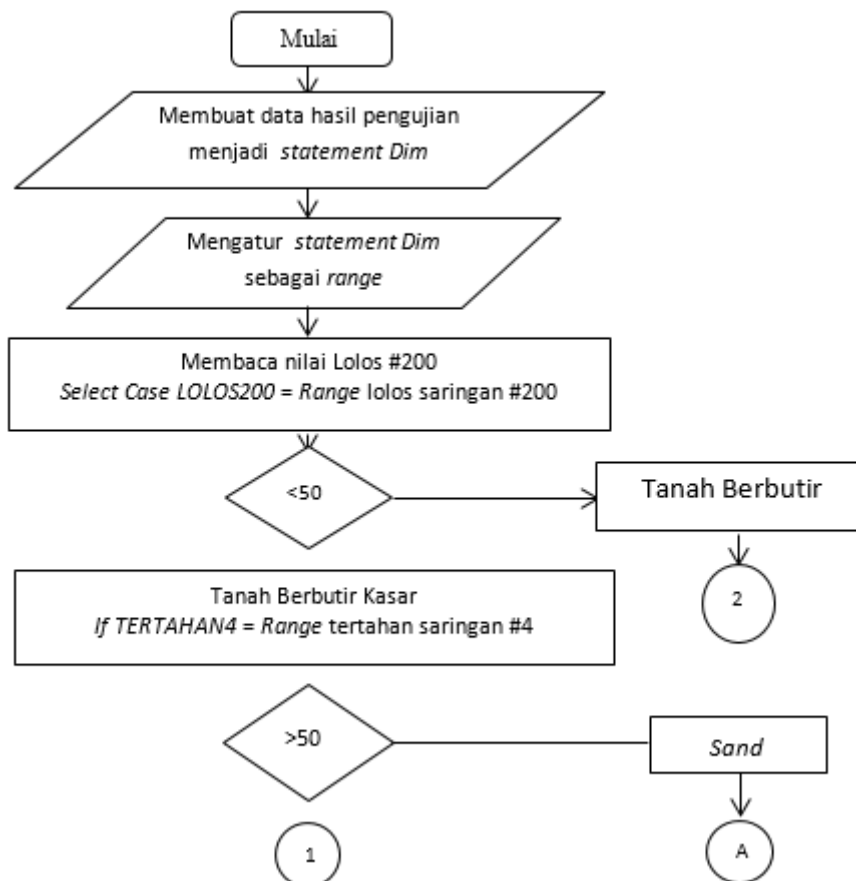 Mulai
Membuat data hasil pengujian
menjadi statement Dim
Mengatur statement Dim
sebagai range
Membaca nilai Lolos #200
Select Case LOLOS200 = Range lolos saringan #200
<50
Tanah Berbutir
2
Tanah Berbutir Kasar
If TERTAHAN4 = Range tertahan saringan #4
>50
Sand
1
A